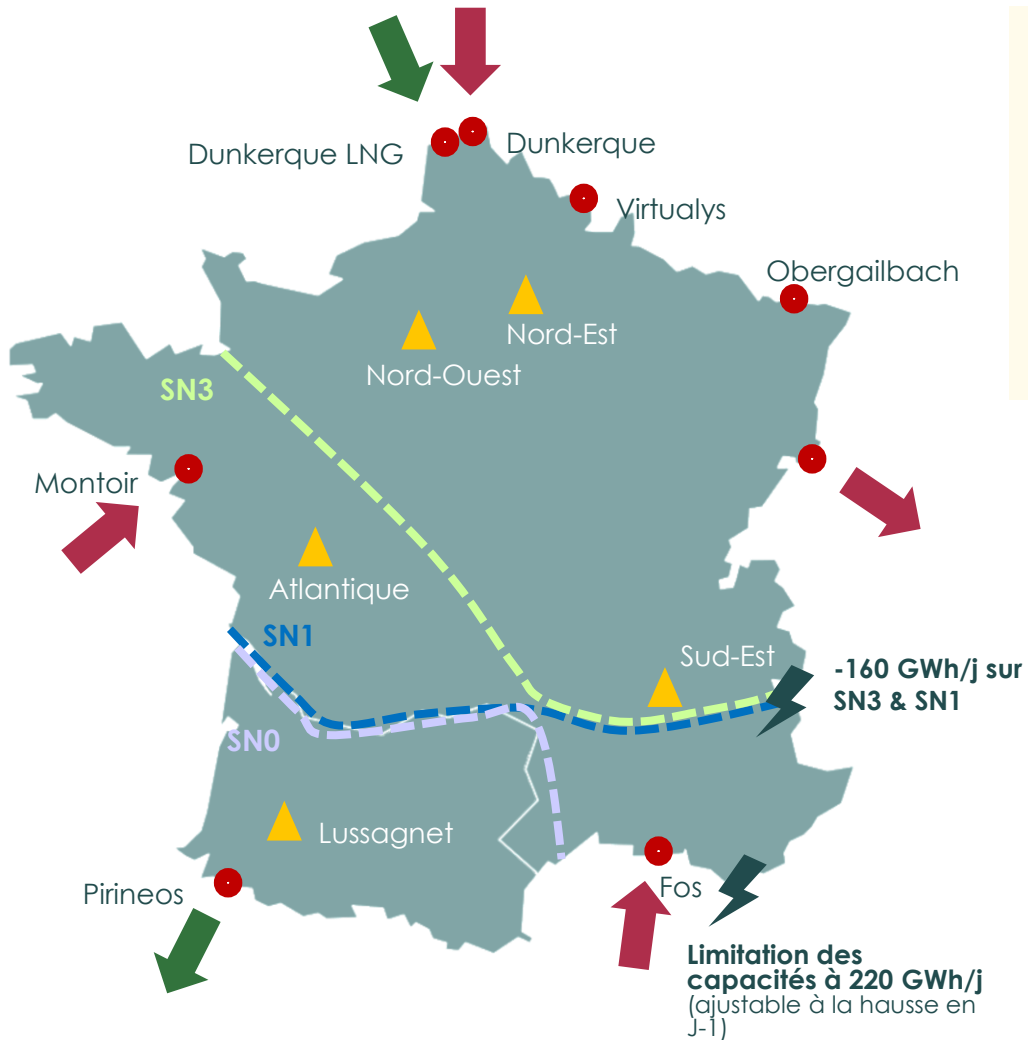 Dunkerque LNG
Dunkerque
Virtualys
Obergailbach
Nord-Est
Nord-Ouest
SN3
Montoir
Atlantique
SN1
Sud-Est
-160 GWh/j sur
SN3 & SN1
SN0
Lussagnet
Pirineos
Fos
Limitation des
capacités à 220 GWh/j
(ajustable à la hausse en
J-1)